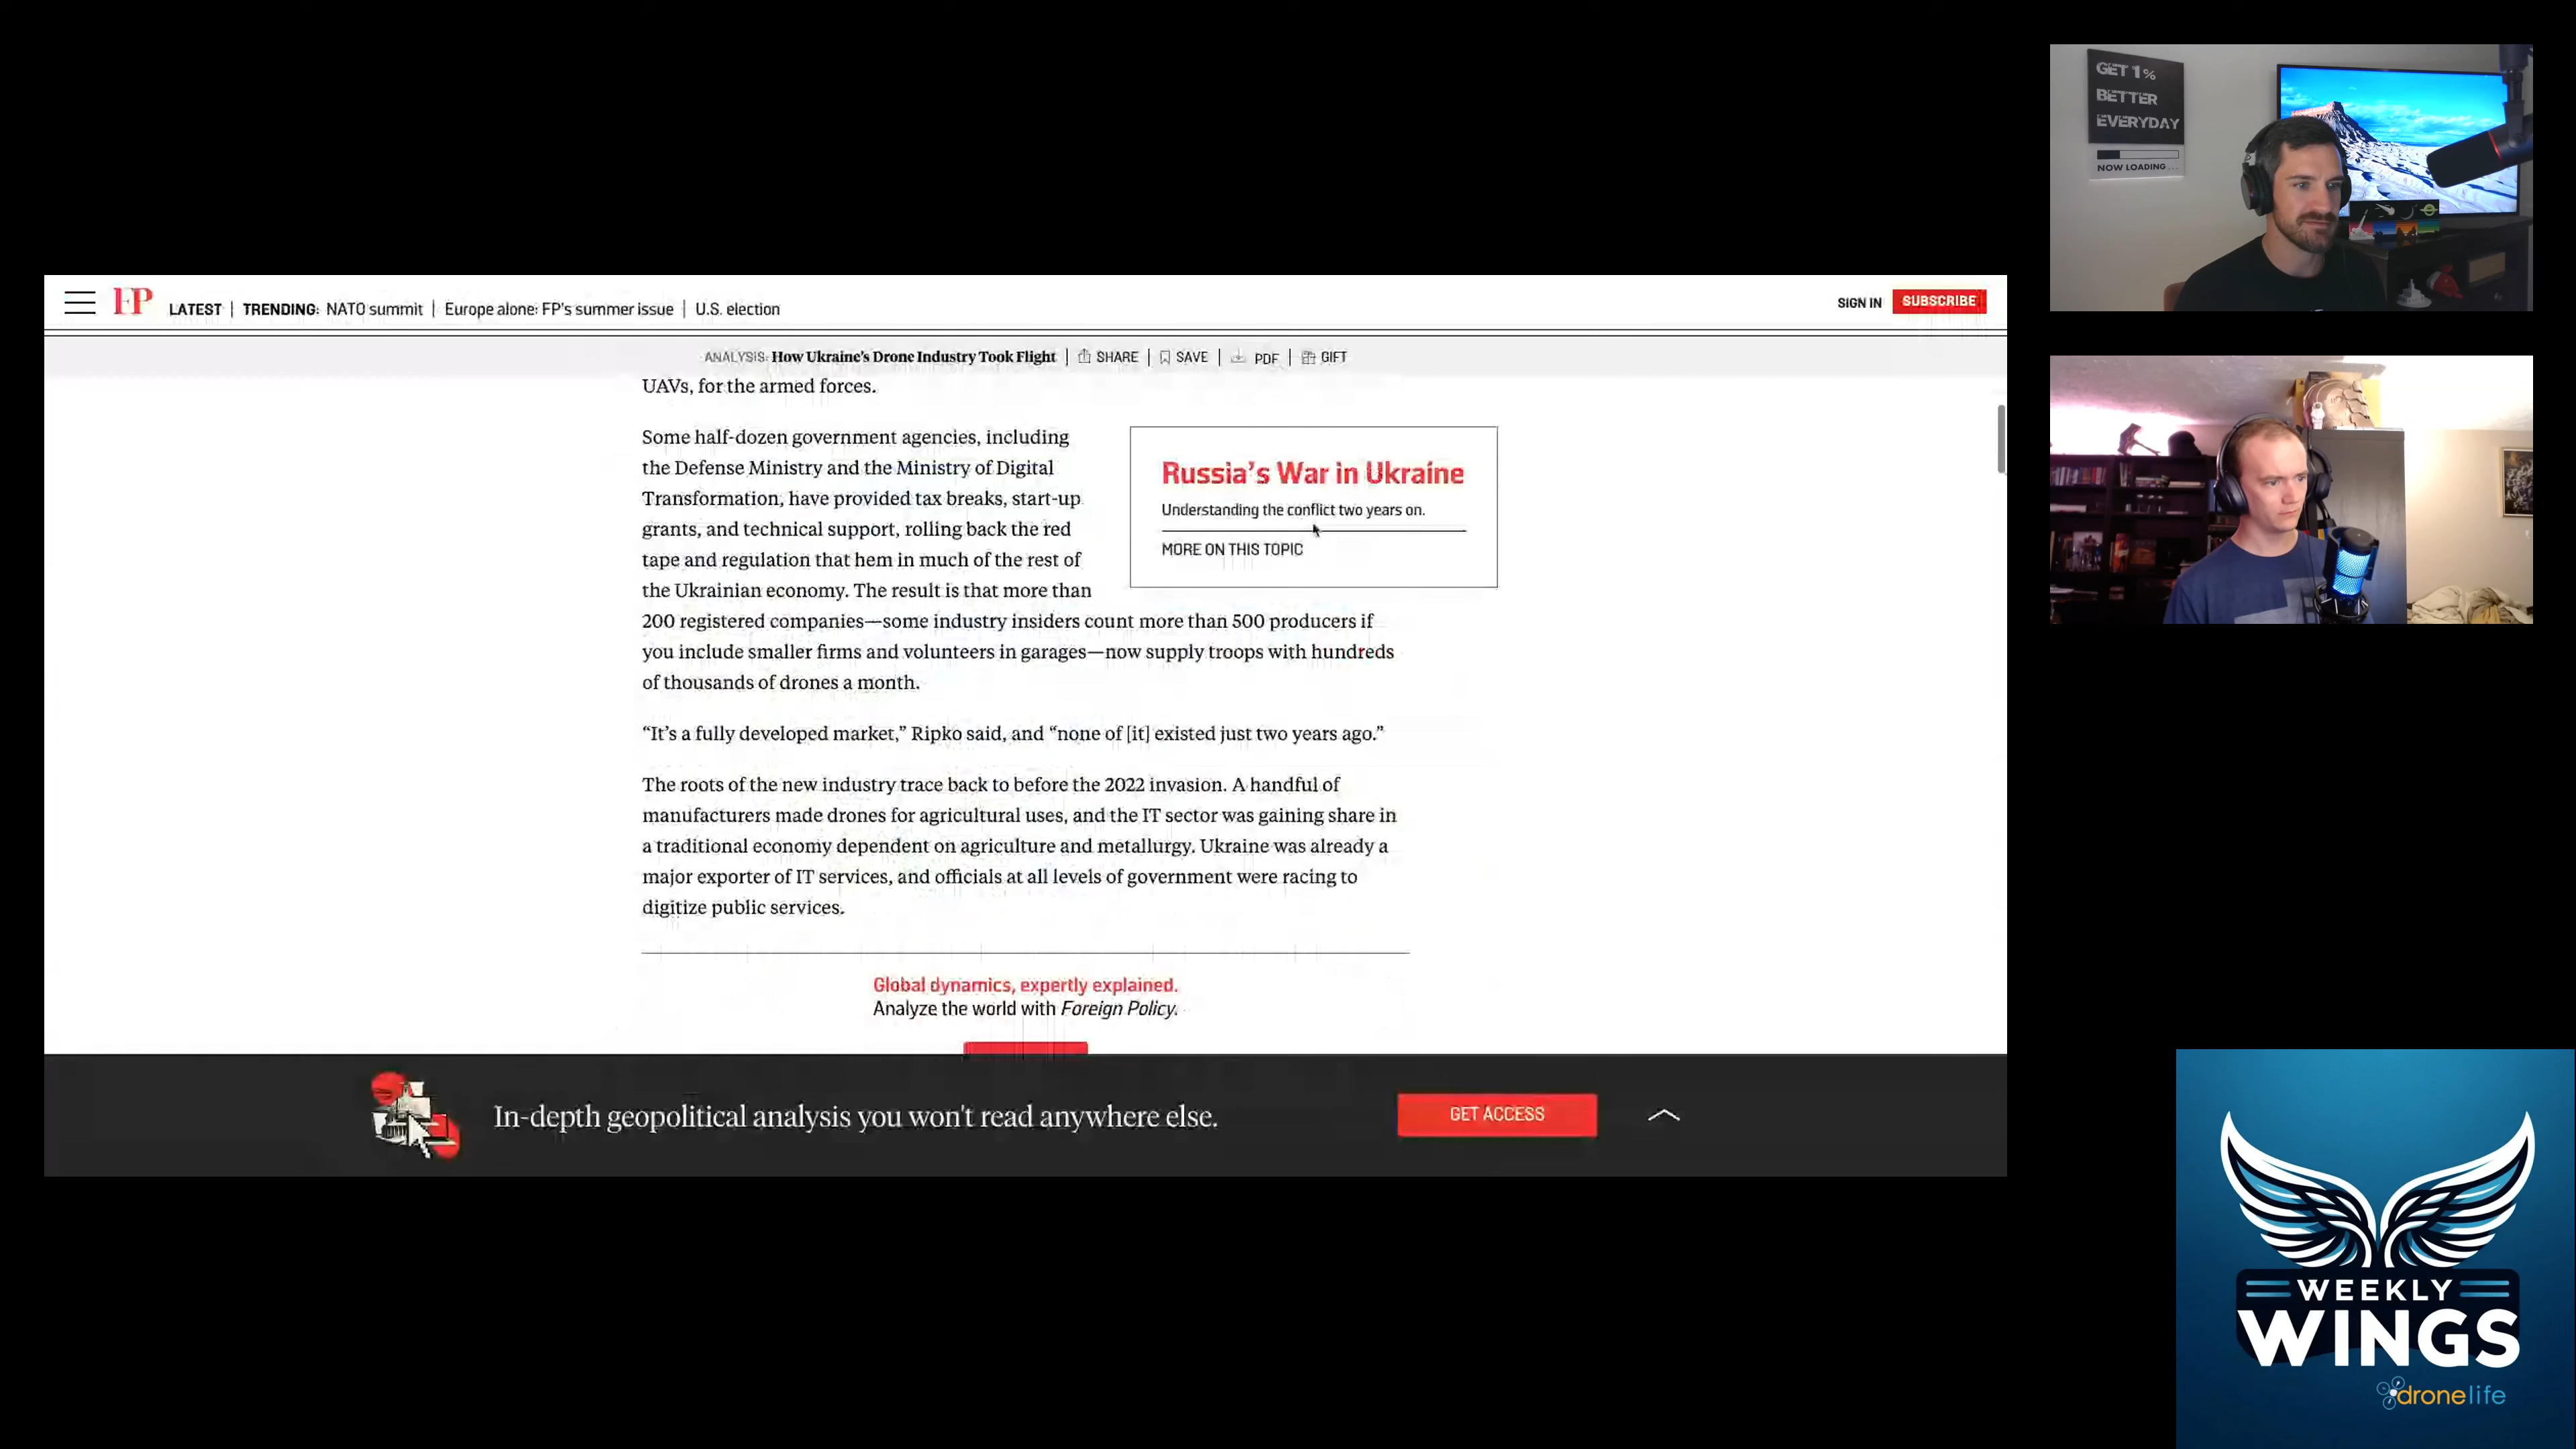 GET 1%
BETTER
EVERYDAY
NOW LOADING
FP LATEST | TRENDING: NATO summit | Europe alone: FP's summer issue | U.S. election
SIGN IN SUBSCRIBE
ANALYSIS: How Ukraine's Drone Industry Took Flight | SHARE | SAVE | PDF | GIFT
UAVs, for the armed forces.
Some half-dozen government agencies, including
the Defense Ministry and the Ministry of Digital
Transformation, have provided tax breaks, start-up
grants, and technical support, rolling back the red
tape and regulation that hem in much of the rest of
the Ukrainian economy. The result is that more than
200 registered companies—some industry insiders count more than 500 producers if
you include smaller firms and volunteers in garages—now supply troops with hundreds
of thousands of drones a month.
Russia's War in Ukraine
Understanding the conflict two years on.
MORE ON THIS TOPIC
“It's a fully developed market,” Ripko said, and “none of [it] existed just two years ago.”
The roots of the new industry trace back to before the 2022 invasion. A handful of
manufacturers made drones for agricultural uses, and the IT sector was gaining share in
a traditional economy dependent on agriculture and metallurgy. Ukraine was already a
major exporter of IT services, and officials at all levels of government were racing to
digitize public services.
Global dynamics, expertly explained.
Analyze the world with Foreign Policy.
In-depth geopolitical analysis you won't read anywhere else.
GET ACCESS
WEEKLY
WINGS
dronelife